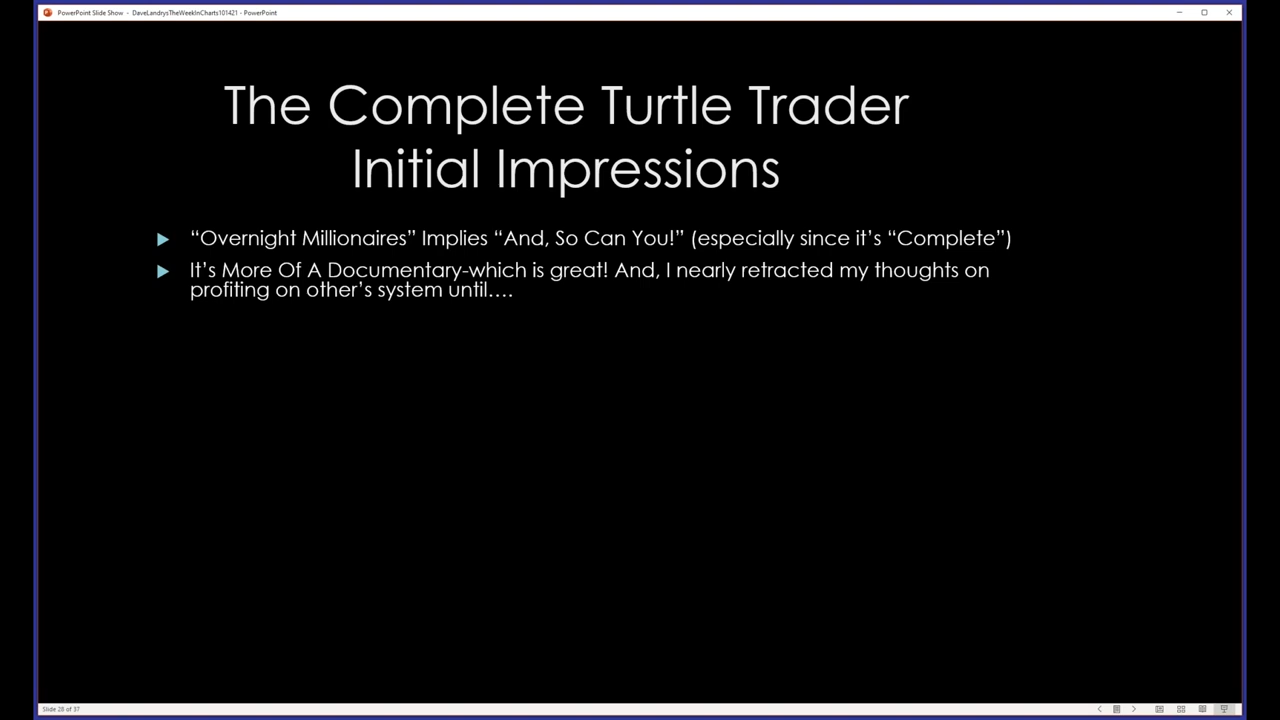 PowerPoint Slide Show - DaveLandrysTheWeekInCharts101421 - PowerPoint
The Complete Turtle Trader
Initial Impressions
“Overnight Millionaires” Implies “And, So Can You!” (especially since it’s “Complete”)
It’s More Of A Documentary-which is great! And, I nearly retracted my thoughts on
profiting on other’s system until....
Slide 28 of 37